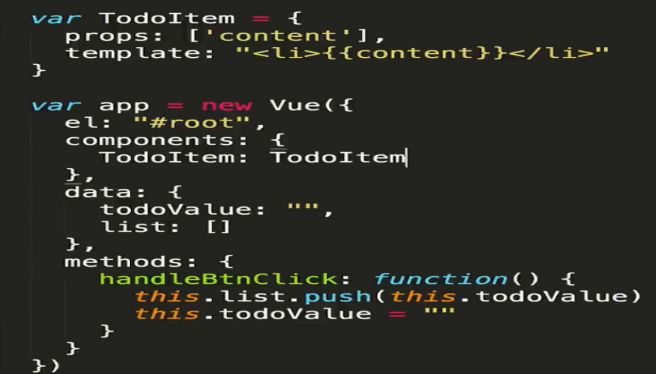 var TodoItem = {
  props: ['content'],
  template: "<li>{{content}}</li>"
}

var app = new Vue({
  el: "#root",
  components: {
    TodoItem: TodoItem
  },
  data: {
    todoValue: "",
    list: []
  },
  methods: {
    handleBtnClick: function() {
      this.list.push(this.todoValue)
      this.todoValue = ""
    }
  }
})